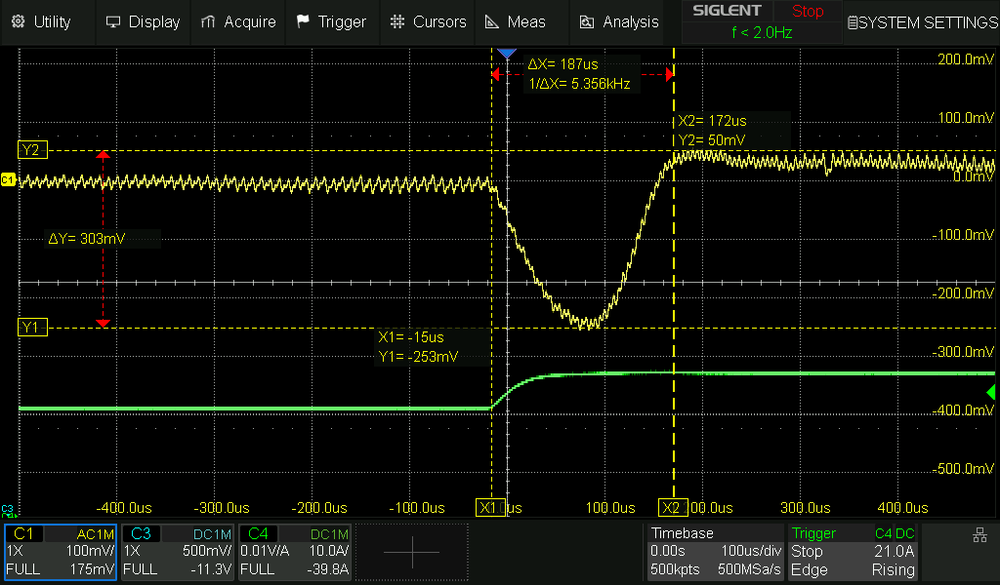 Utility Display Acquire Trigger Cursors Meas Analysis SIGLENT Stop SYSTEM SETTINGS
f < 2.0Hz
200.0mV
ΔX= 187us
1/ΔX= 5.356kHz
100.0mV
X2= 172us
Y2= 50mV
Y2
C1
0.0mV
ΔY= 303mV
-100.0mV
-200.0mV
Y1
X1= -15us
Y1= -253mV
-300.0mV
-400.0mV
-500.0mV
C3
-400.0us -300.0us -200.0us -100.0us X1 0us 100.0us X2 200.0us 300.0us 400.0us
C1 AC1M
1X 100mV/
FULL 175mV
C3 DC1M
1X 500mV/
FULL -11.3V
C4 DC1M
0.01V/A 10.0A/
FULL -39.8A
Timebase
0.00s 100us/div
500kpts 500MSa/s
Trigger C4 DC
Stop 21.0A
Edge Rising